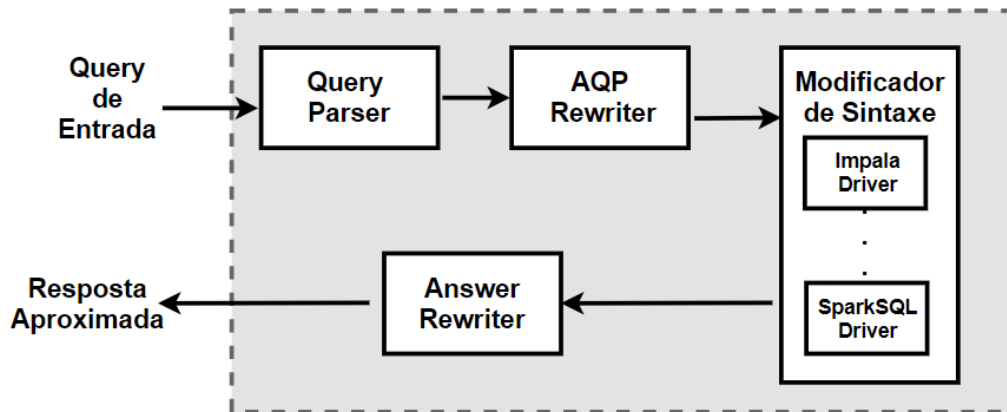 Query
de
Entrada
Query
Parser
AQP
Rewriter
Modificador
de Sintaxe
Impala
Driver
.
.
.
SparkSQL
Driver
Answer
Rewriter
Resposta
Aproximada